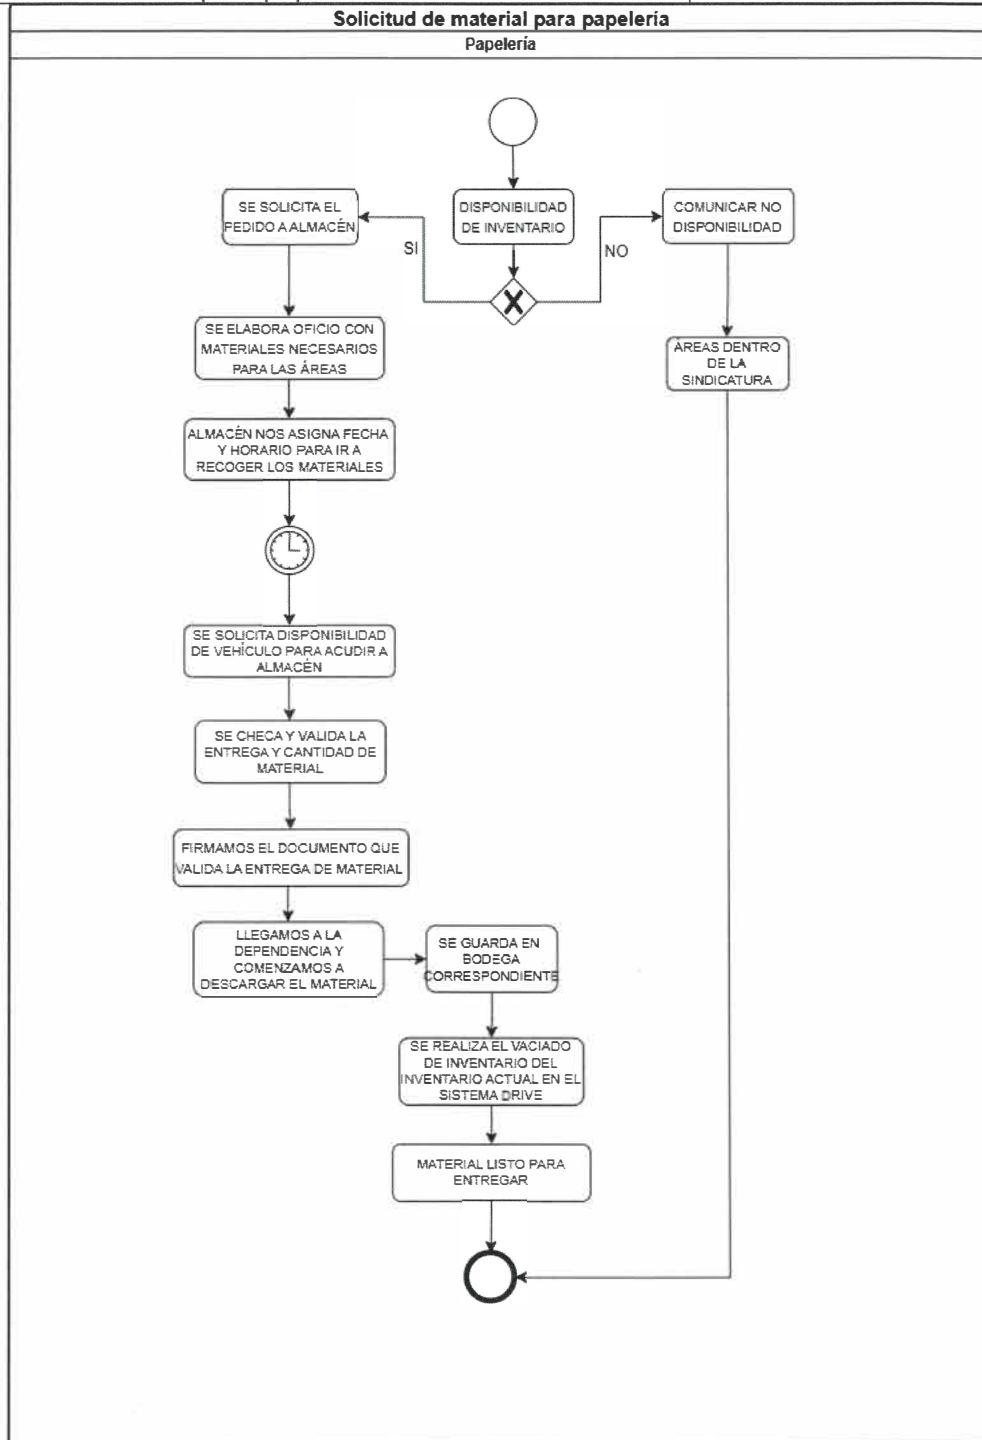 Solicitud de material para papelería
Papelería
SE SOLICITA EL
PEDIDO A ALMACÉN
DISPONIBILIDAD
DE INVENTARIO
COMUNICAR NO
DISPONIBILIDAD
SI
NO
SE ELABORA OFICIO CON
MATERIALES NECESARIOS
PARA LAS ÁREAS
ÁREAS DENTRO
DE LA
SINDICATURA
ALMACÉN NOS ASIGNA FECHA
Y HORARIO PARA IR A
RECOGER LOS MATERIALES
SE SOLICITA DISPONIBILIDAD
DE VEHÍCULO PARA ACUDIR A
ALMACÉN
SE CHECA Y VALIDA LA
ENTREGA Y CANTIDAD DE
MATERIAL
FIRMAMOS EL DOCUMENTO QUE
VALIDA LA ENTREGA DE MATERIAL
LLEGAMOS A LA
DEPENDENCIA Y
COMENZAMOS A
DESCARGAR EL MATERIAL
SE GUARDA EN
BODEGA
CORRESPONDIENTE
SE REALIZA EL VACIADO
DE INVENTARIO DEL
INVENTARIO ACTUAL EN EL
SISTEMA DRIVE
MATERIAL LISTO PARA
ENTREGAR